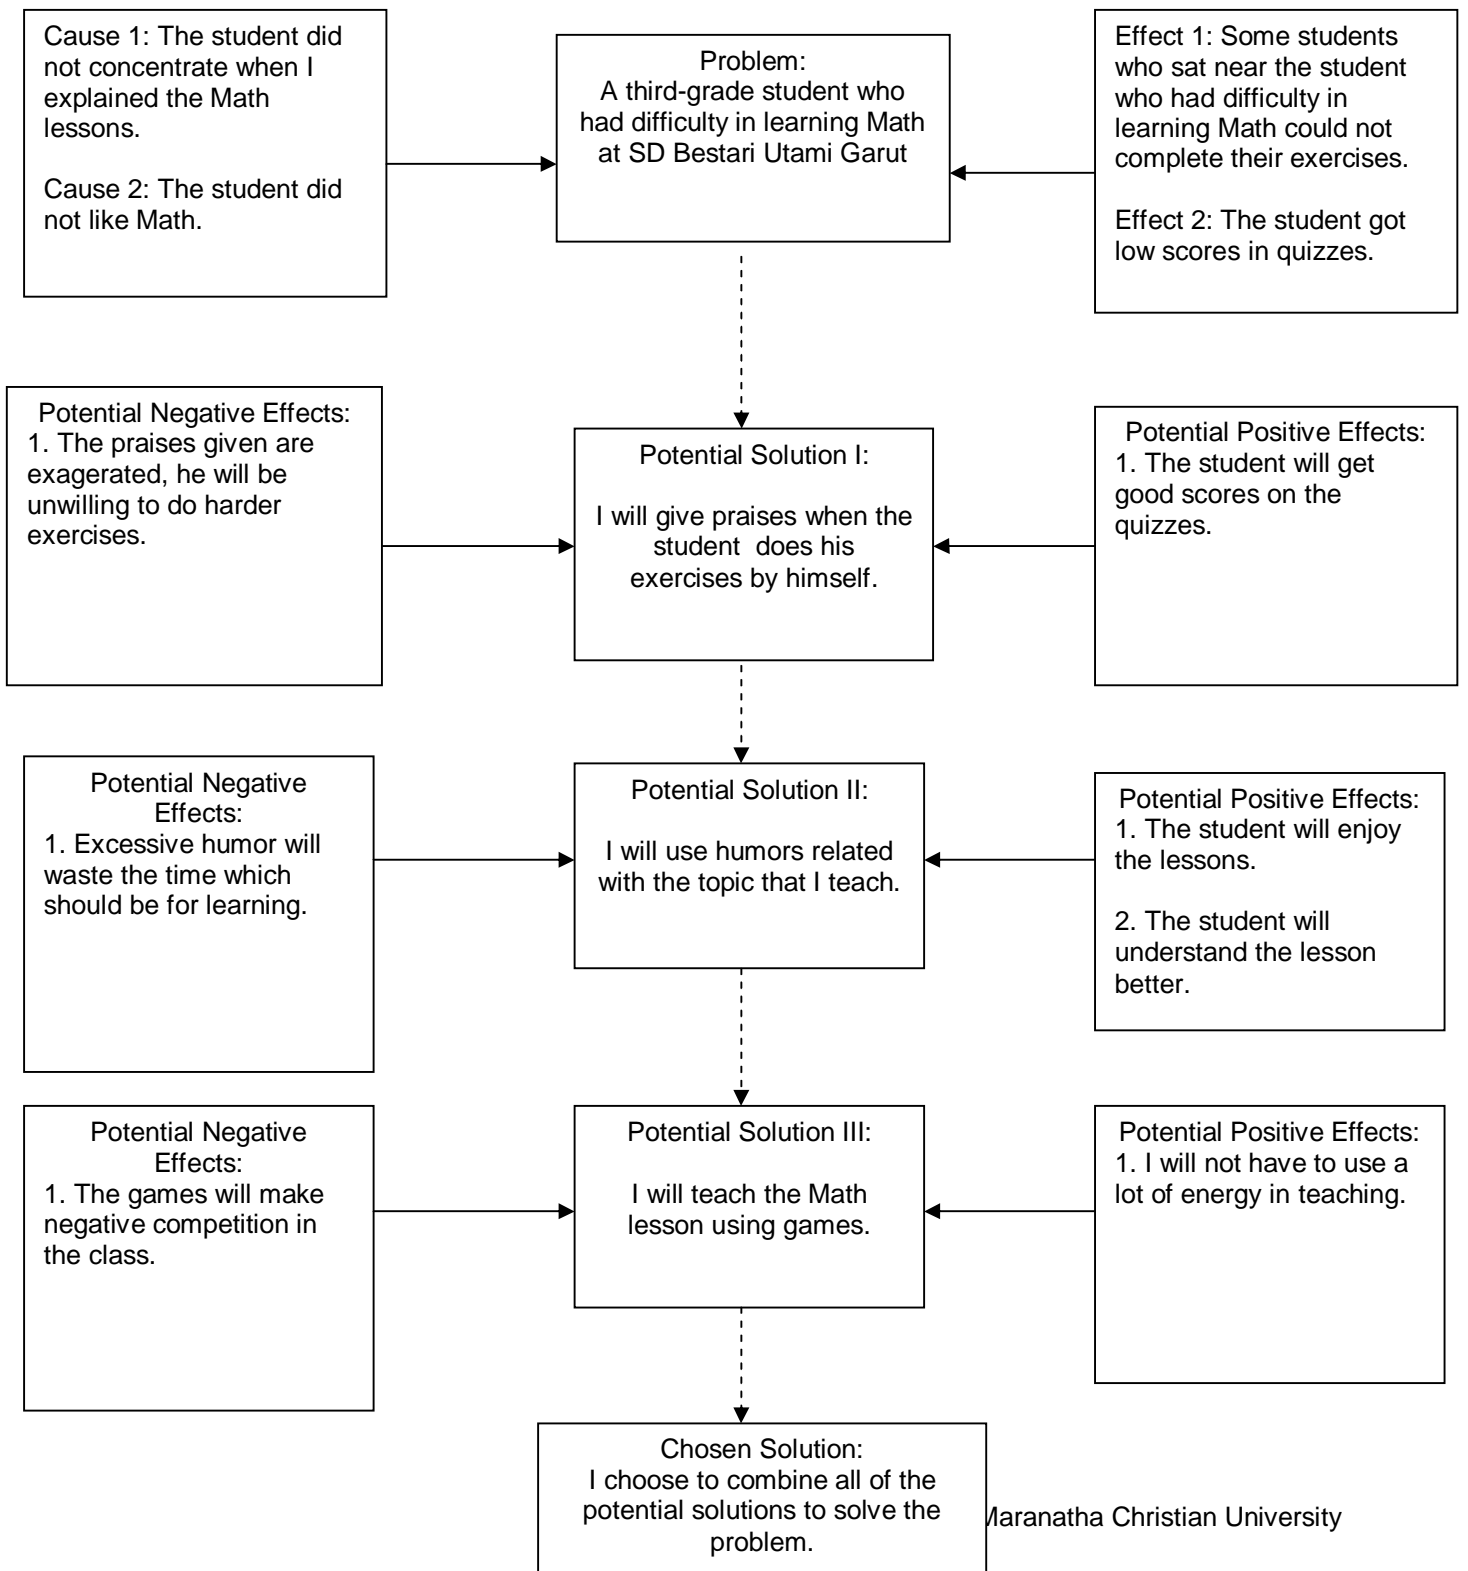 Cause 1: The student did
not concentrate when I
explained the Math
lessons.
Cause 2: The student did
not like Math.
Problem:
A third-grade student who
had difficulty in learning Math
at SD Bestari Utami Garut
Effect 1: Some students
who sat near the student
who had difficulty in
learning Math could not
complete their exercises.
Effect 2: The student got
low scores in quizzes.
Potential Negative Effects:
1. The praises given are
exagerated, he will be
unwilling to do harder
exercises.
Potential Solution I:
I will give praises when the
student does his
exercises by himself.
Potential Positive Effects:
1. The student will get
good scores on the
quizzes.
Potential Negative
Effects:
1. Excessive humor will
waste the time which
should be for learning.
Potential Solution II:
I will use humors related
with the topic that I teach.
Potential Positive Effects:
1. The student will enjoy
the lessons.
2. The student will
understand the lesson
better.
Potential Negative
Effects:
1. The games will make
negative competition in
the class.
Potential Solution III:
I will teach the Math
lesson using games.
Potential Positive Effects:
1. I will not have to use a
lot of energy in teaching.
Chosen Solution:
I choose to combine all of the
potential solutions to solve the
problem.
Maranatha Christian University